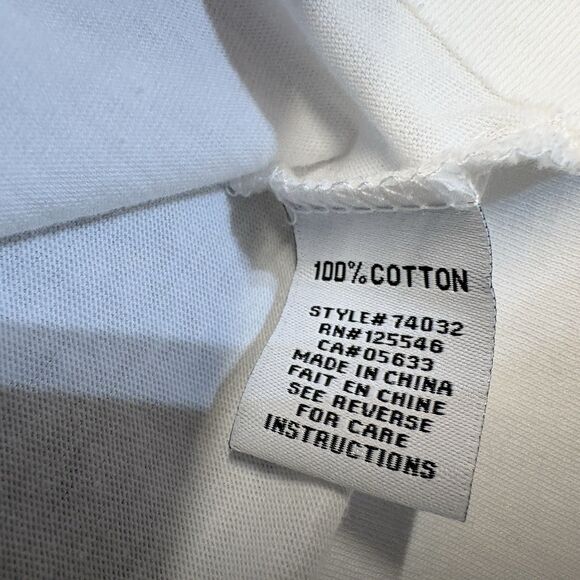 100% COTTON
STYLE# 74032
RN#125546
CA#05633
MADE IN CHINA
FAIT EN CHINE
SEE REVERSE
FOR CARE
INSTRUCTIONS